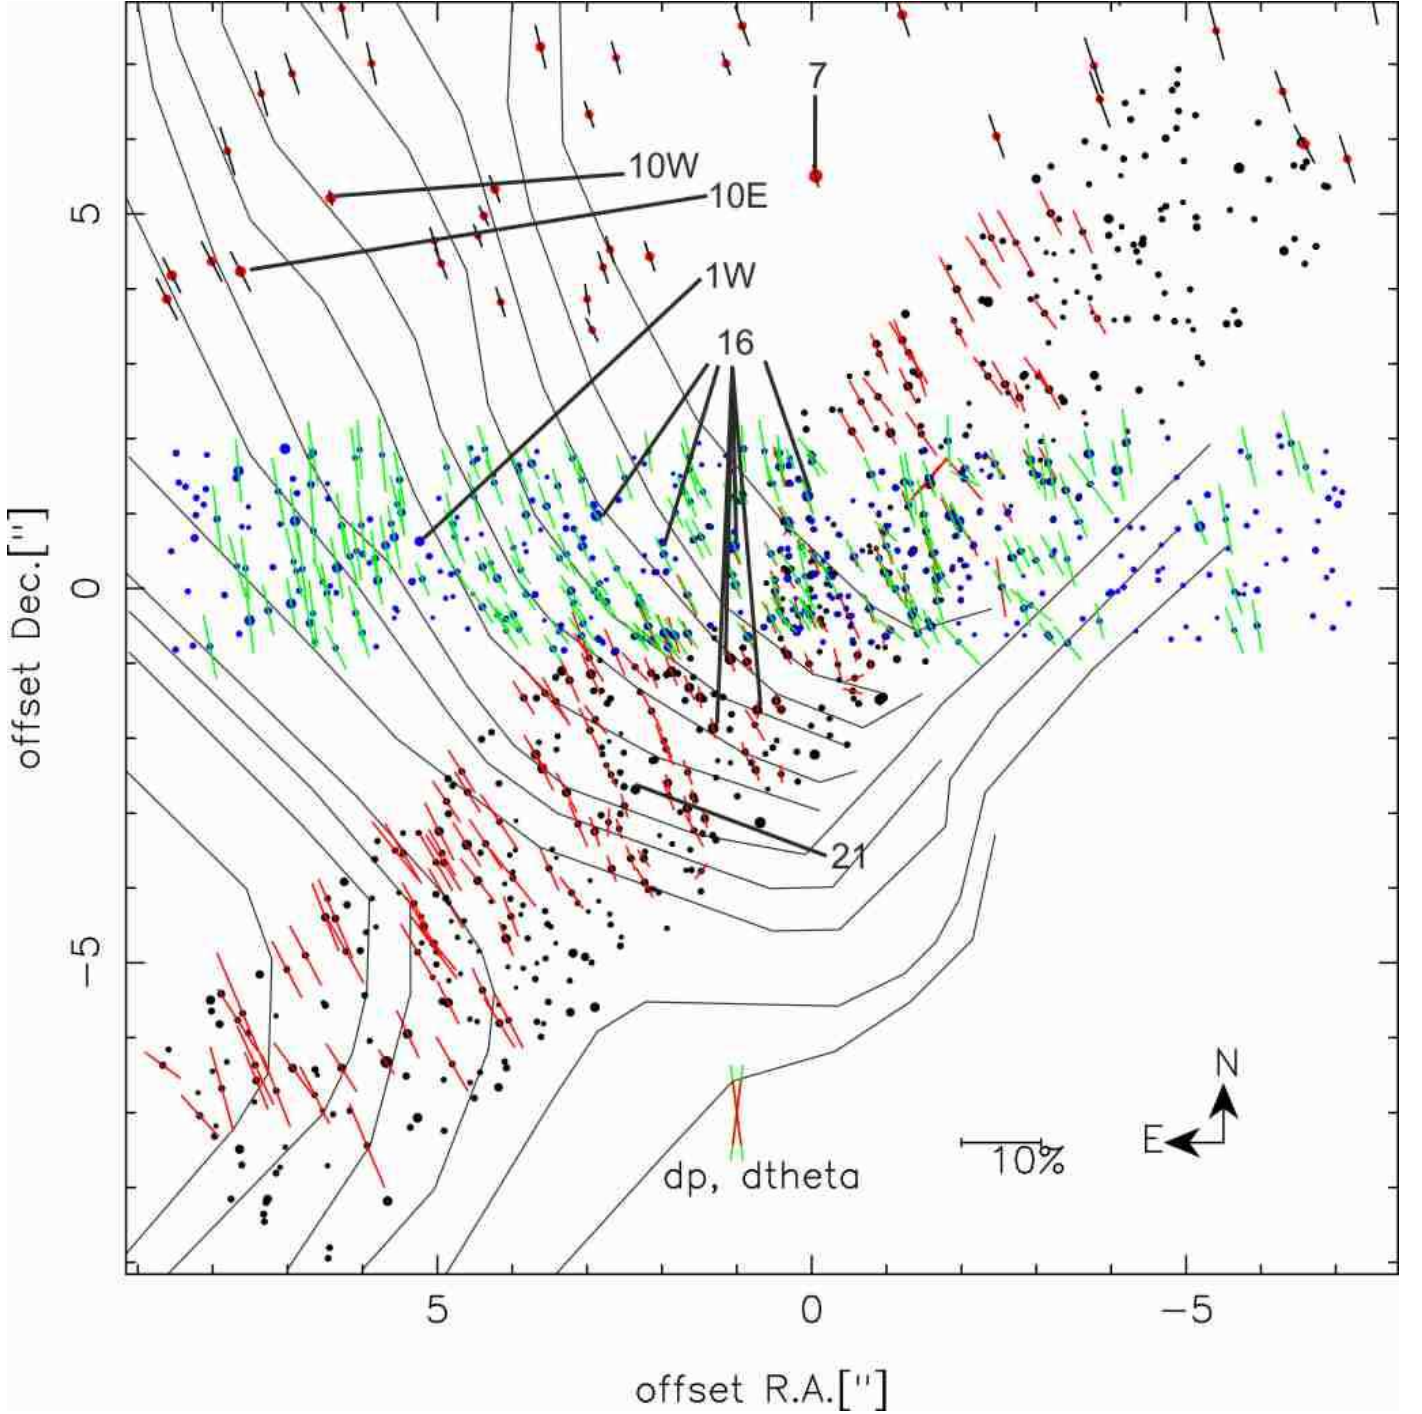 7
10W
10E
5
1W
16
0
21
−5
N
E
10%
dp, dtheta
5 0 −5
offset Dec.["]
offset R.A.["]